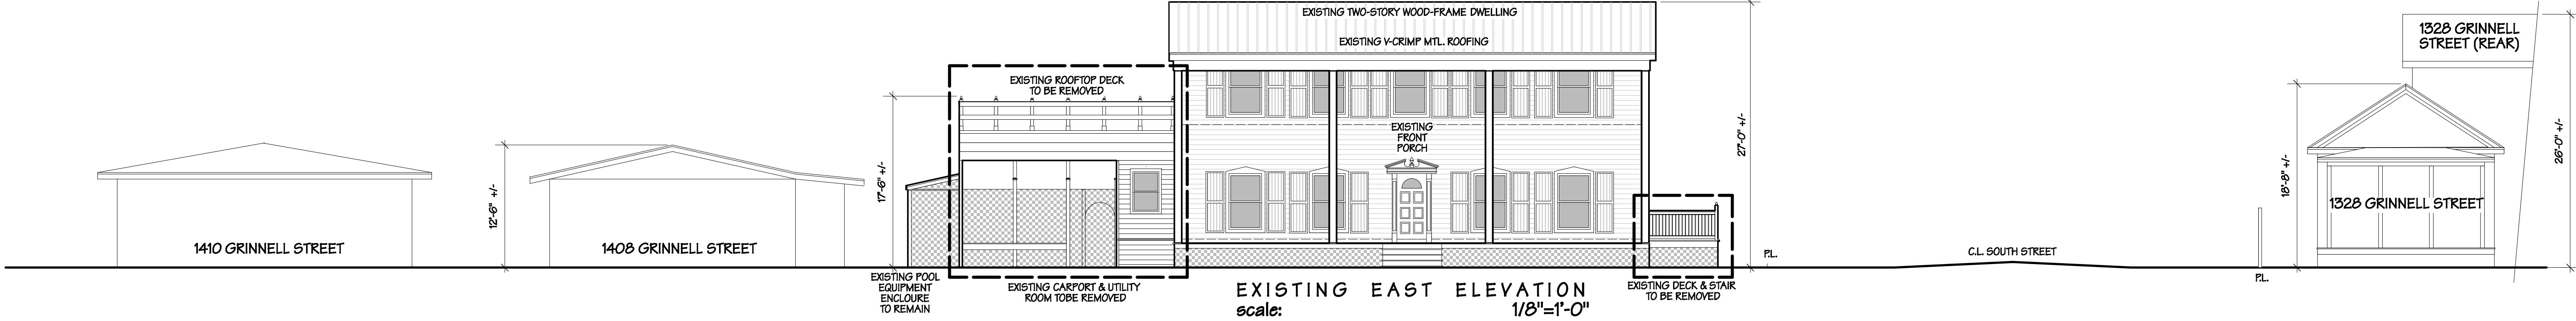 EXISTING TWO-STORY WOOD-FRAME DWELLING
EXISTING V-CRIMP MTL. ROOFING
1328 GRINNELL
STREET (REAR)
EXISTING ROOFTOP DECK
TO BE REMOVED
EXISTING
FRONT
PORCH
12'-6" +/-
17'-6" +/-
27'-0" +/-
18'-8" +/-
26'-0" +/-
1410 GRINNELL STREET
1408 GRINNELL STREET
1328 GRINNELL STREET
P.L.
C.L. SOUTH STREET
P.L.
EXISTING POOL
EQUIPMENT
ENCLOURE
TO REMAIN
EXISTING CARPORT & UTILITY
ROOM TOBE REMOVED
EXISTING DECK & STAIR
TO BE REMOVED
EXISTING EAST ELEVATION
scale: 1/8"=1'-0"